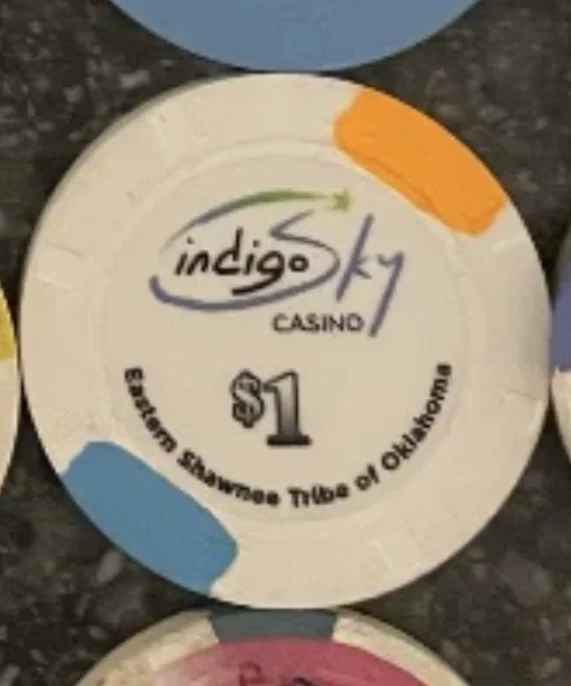 indigo Sky
CASINO
$1
Eastern Shawnee Tribe of Oklahoma